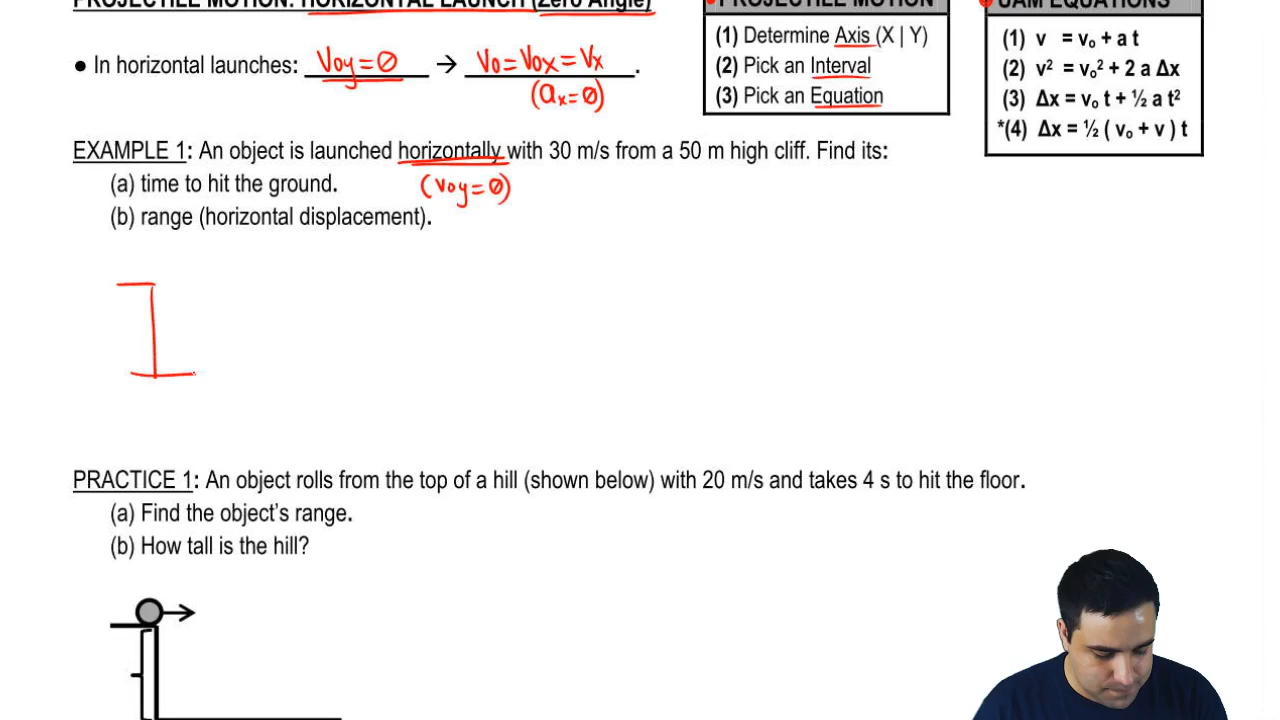 PROJECTILE MOTION: HORIZONTAL LAUNCH (Zero Angle)
● In horizontal launches: Voy=0 → Vo=Vox=Vx.
(ax=0)
PROJECTILE MOTION
(1) Determine Axis (X | Y)
(2) Pick an Interval
(3) Pick an Equation
UAM EQUATIONS
(1) v = vₒ + a t
(2) v² = vₒ² + 2 a Δx
(3) Δx = vₒ t + ½ a t²
*(4) Δx = ½ ( vₒ + v ) t
EXAMPLE 1: An object is launched horizontally with 30 m/s from a 50 m high cliff. Find its:
(a) time to hit the ground.
(Voy=0)
(b) range (horizontal displacement).
PRACTICE 1: An object rolls from the top of a hill (shown below) with 20 m/s and takes 4 s to hit the floor.
(a) Find the object's range.
(b) How tall is the hill?